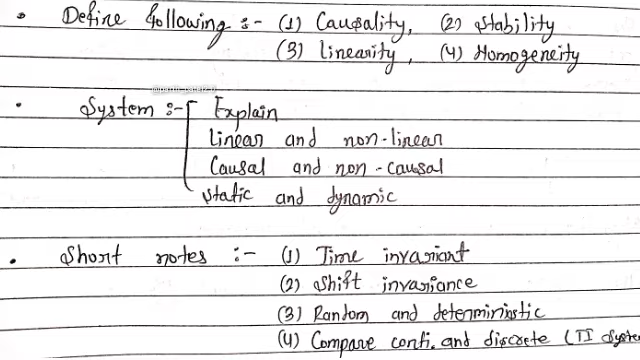 • Define following :- (1) Causality, (2) Stability
(3) linearity, (4) Homogeneity
• System :- Explain
Linear and non-linear
Causal and non-causal
Static and dynamic
• Short notes :- (1) Time invariant
(2) Shift invariance
(3) Random and deterministic
(4) Compare conti. and discrete LTI System